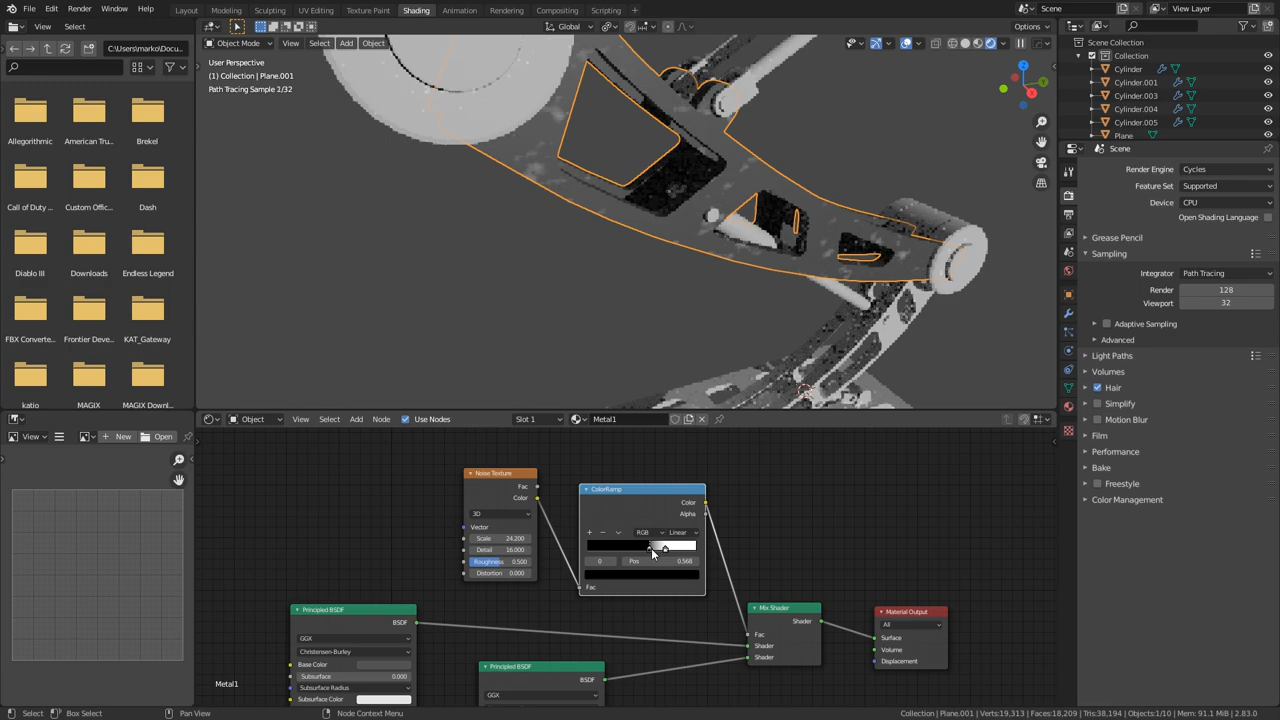 File Edit Render Window Help
Layout Modeling Sculpting UV Editing Texture Paint Shading Animation Rendering Compositing Scripting +
Scene
View Layer
View Select
C:\Users\marko\Docu...
Global
Options
Object Mode View Select Add Object
User Perspective
(1) Collection | Plane.001
Path Tracing Sample 2/32
Allegorithmic American Tru... Brekel
Call of Duty ... Custom Offic... Dash
Diablo III Downloads Endless Legend
FBX Converte... Frontier Deve... KAT_Gateway
katio MAGIX MAGIX Downl...
Scene Collection
Collection
Cylinder
Cylinder.001
Cylinder.003
Cylinder.004
Cylinder.005
Plane
Scene
Render Engine Cycles
Feature Set Supported
Device CPU
Open Shading Language
Grease Pencil
Sampling
Integrator Path Tracing
Render 128
Viewport 32
Adaptive Sampling
Advanced
Light Paths
Volumes
Hair
Simplify
Motion Blur
Film
Performance
Bake
Freestyle
Color Management
View New Open
Object View Select Add Node Use Nodes Slot 1 Metal1
Noise Texture
Fac
Color
3D
Vector
Scale 24.200
Detail 16.000
Roughness 0.500
Distortion 0.000
ColorRamp
Color
Alpha
RGB Linear
0 Pos 0.568
Fac
Principled BSDF
BSDF
GGX
Christensen-Burley
Base Color
Subsurface 0.000
Subsurface Radius
Subsurface Color
Principled BSDF
BSDF
GGX
Mix Shader
Shader
Fac
Shader
Shader
Material Output
All
Surface
Volume
Displacement
Metal1
Select Box Select Pan View Node Context Menu
Collection | Plane.001 | Verts:19,313 | Faces:18,209 | Tris:38,194 | Objects:1/10 | Mem: 91.1 MiB | 2.83.0